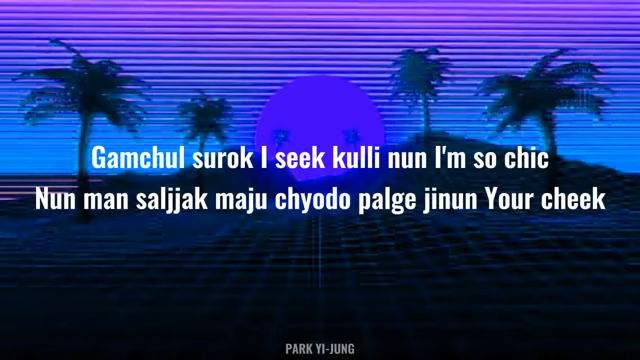 Gamchul surok I seek kulli nun I'm so chic
Nun man saljjak maju chyodo palge jinun Your cheek
PARK YI-JUNG